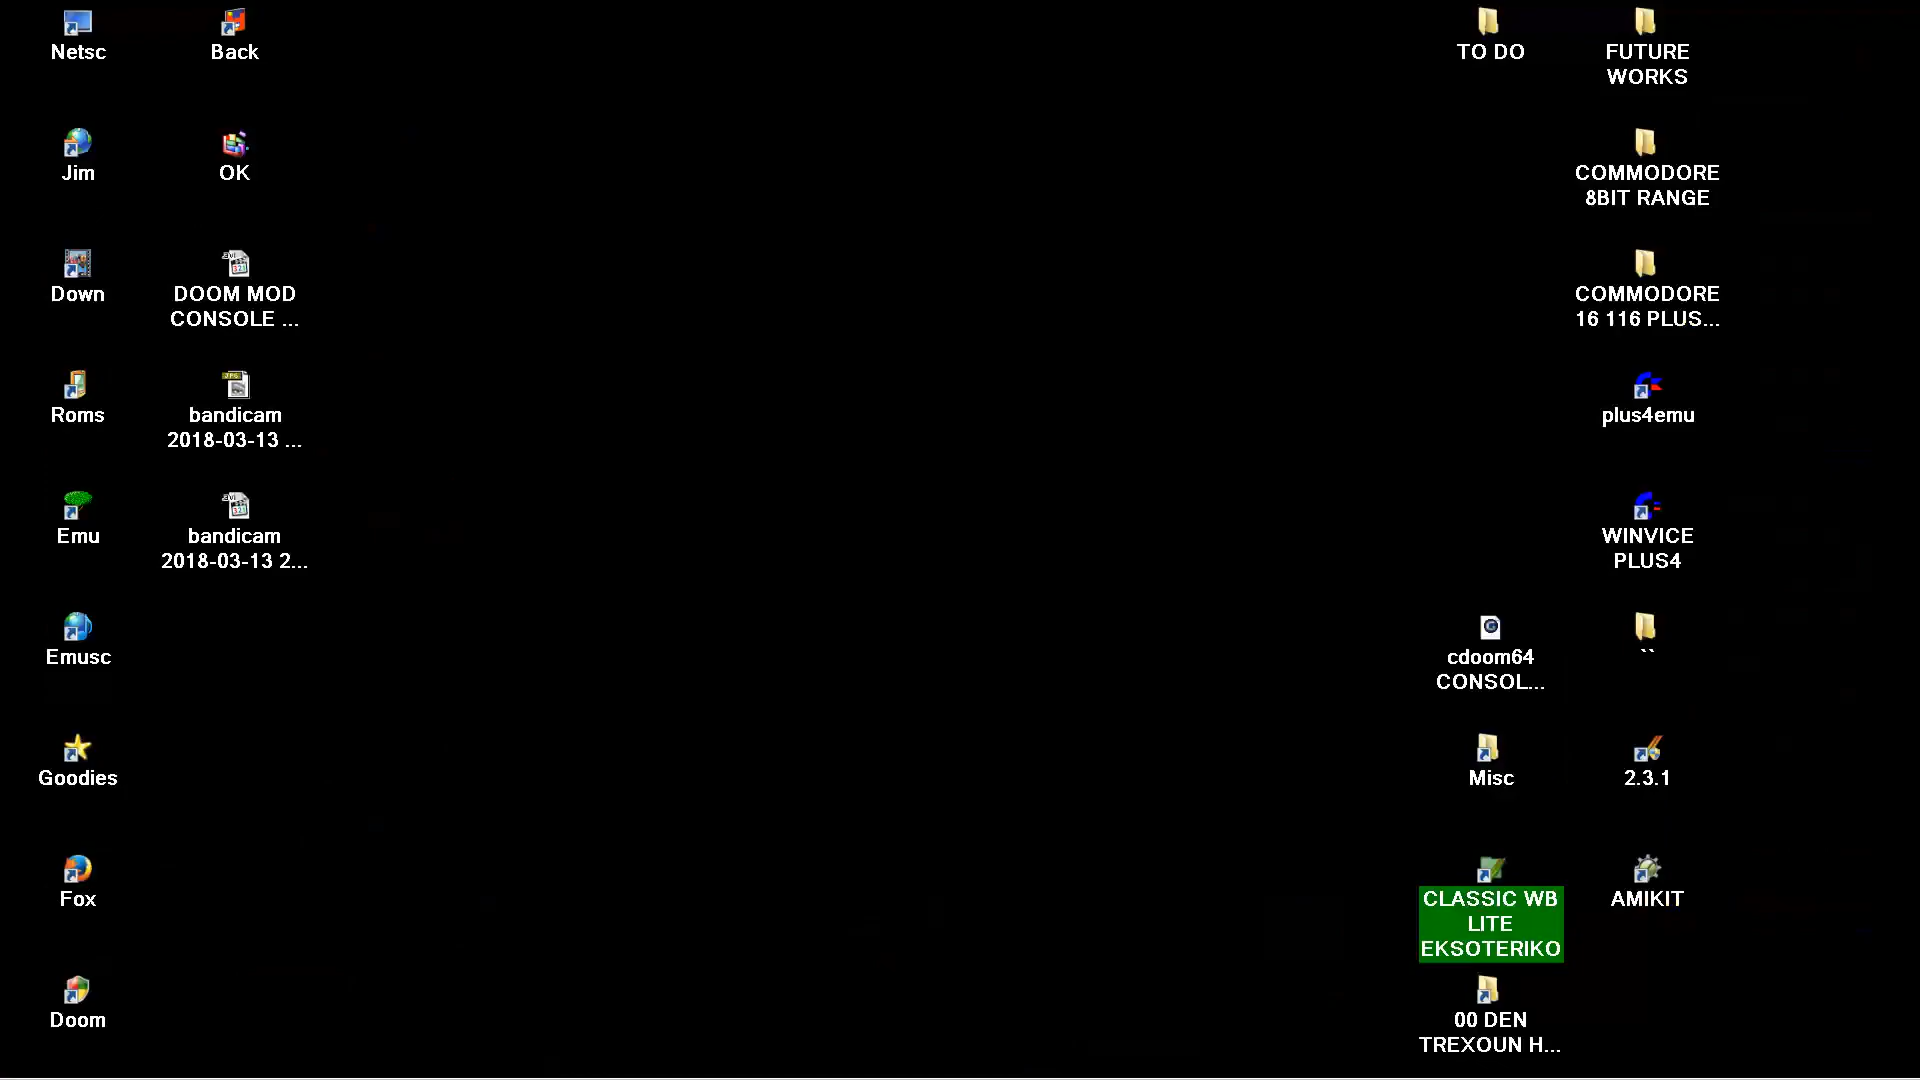 Netsc
Back
TO DO
FUTURE
WORKS
Jim
OK
COMMODORE
8BIT RANGE
Down
DOOM MOD
CONSOLE ...
COMMODORE
16 116 PLUS...
Roms
bandicam
2018-03-13 ...
plus4emu
Emu
bandicam
2018-03-13 2...
WINVICE
PLUS4
Emusc
cdoom64
CONSOL...
``
Goodies
Misc
2.3.1
Fox
CLASSIC WB
LITE
EKSOTERIKO
AMIKIT
Doom
00 DEN
TREXOUN H...